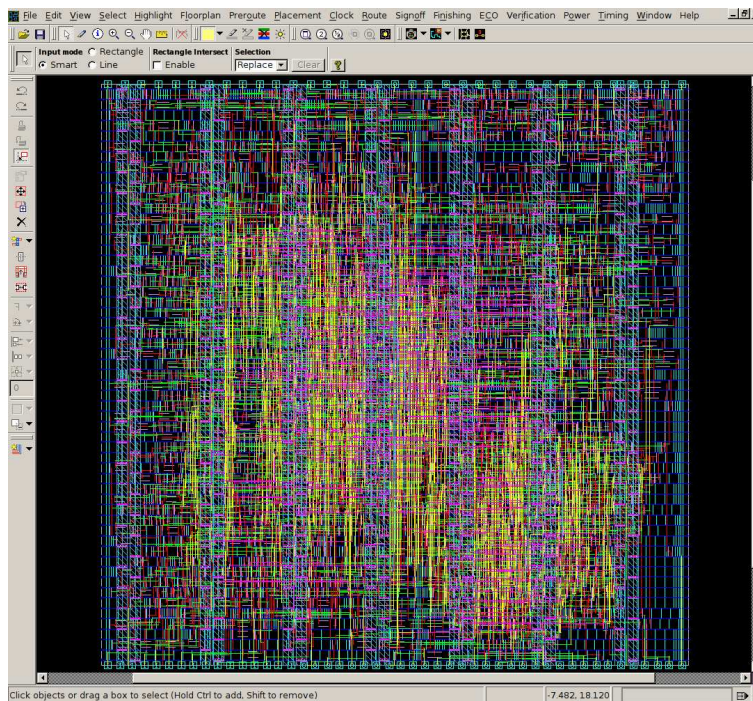 File Edit View Select Highlight Floorplan Preroute Placement Clock Route Signoff Finishing ECO Verification Power Timing Window Help
Input mode Rectangle Rectangle Intersect Selection
Smart Line Enable Replace Clear
0
Click objects or drag a box to select (Hold Ctrl to add, Shift to remove) -7.482, 18.120